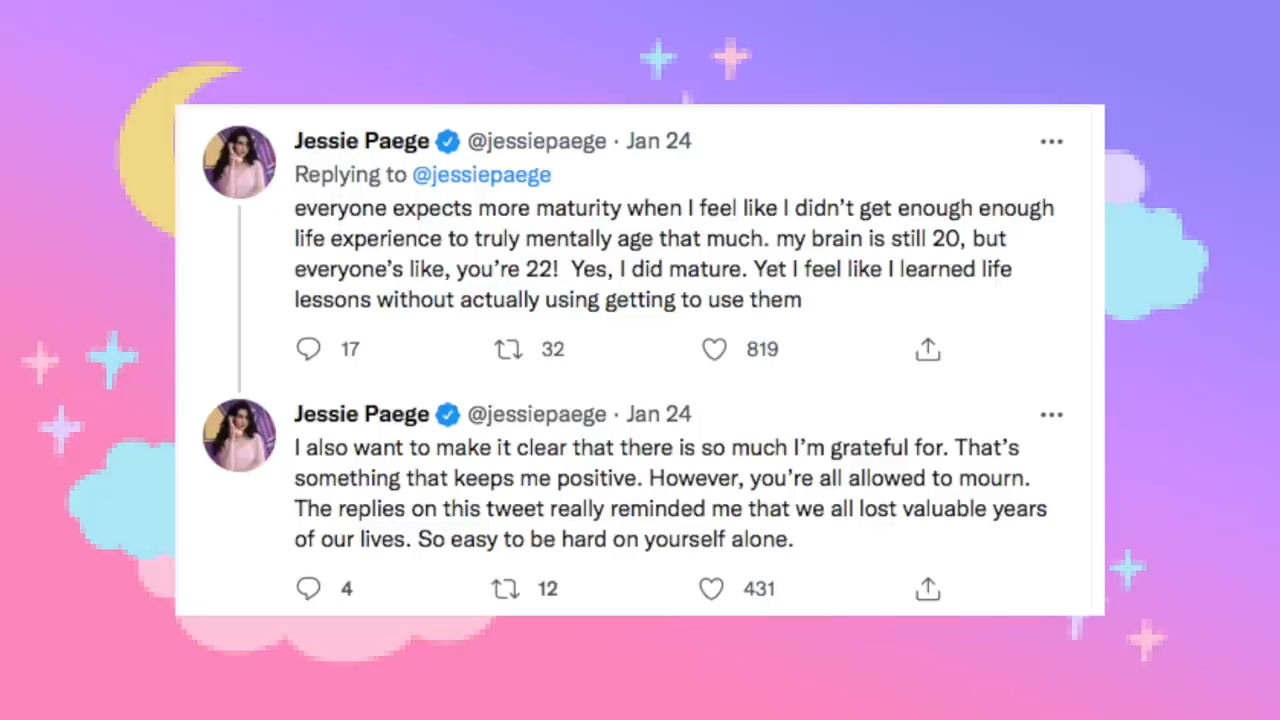 Jessie Paege @jessiepaege · Jan 24
Replying to @jessiepaege
everyone expects more maturity when I feel like I didn't get enough enough
life experience to truly mentally age that much. my brain is still 20, but
everyone's like, you're 22!  Yes, I did mature. Yet I feel like I learned life
lessons without actually using getting to use them
17 32 819
Jessie Paege @jessiepaege · Jan 24
I also want to make it clear that there is so much I'm grateful for. That's
something that keeps me positive. However, you're all allowed to mourn.
The replies on this tweet really reminded me that we all lost valuable years
of our lives. So easy to be hard on yourself alone.
4 12 431